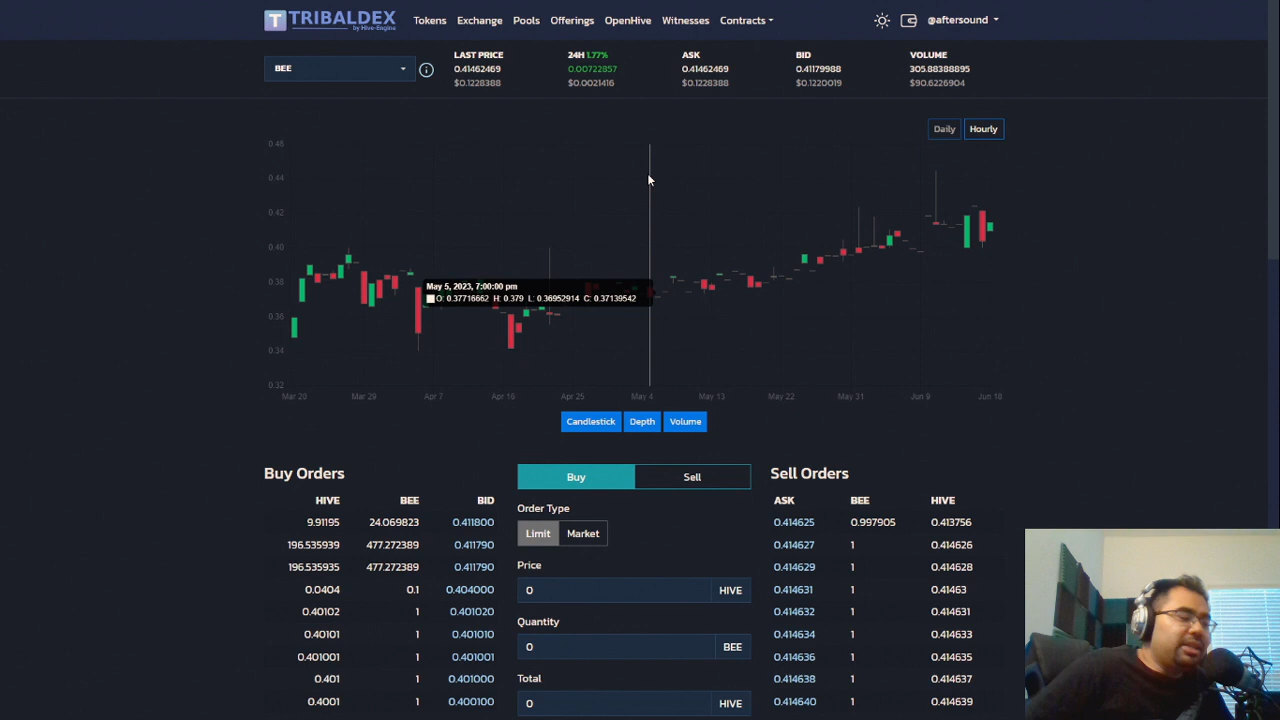 TRIBALDEX
by Hive-Engine
Tokens Exchange Pools Offerings OpenHive Witnesses Contracts
@aftersound
BEE
LAST PRICE
0.41462469
$0.1228388
24H 1.77%
0.00722857
$0.0021416
ASK
0.41462469
$0.1228388
BID
0.41179988
$0.1220019
VOLUME
305.88388895
$90.6226904
Daily Hourly
0.46
0.44
0.42
0.40
0.38
0.36
0.34
0.32
May 5, 2023, 7:00:00 pm
O: 0.37716662 H: 0.379 L: 0.36952914 C: 0.37139542
Mar 20 Mar 29 Apr 7 Apr 16 Apr 25 May 4 May 13 May 22 May 31 Jun 9 Jun 18
Candlestick Depth Volume
Buy Orders
HIVE BEE BID
9.91195 24.069823 0.411800
196.535939 477.272389 0.411790
196.535935 477.272389 0.411790
0.0404 0.1 0.404000
0.40102 1 0.401020
0.40101 1 0.401010
0.401001 1 0.401001
0.401 1 0.401000
0.4001 1 0.400100
Buy Sell
Order Type
Limit Market
Price
0 HIVE
Quantity
0 BEE
Total
0 HIVE
Sell Orders
ASK BEE HIVE
0.414625 0.997905 0.413756
0.414627 1 0.414626
0.414629 1 0.414628
0.414631 1 0.41463
0.414632 1 0.414631
0.414634 1 0.414633
0.414636 1 0.414635
0.414638 1 0.414637
0.414640 1 0.414639